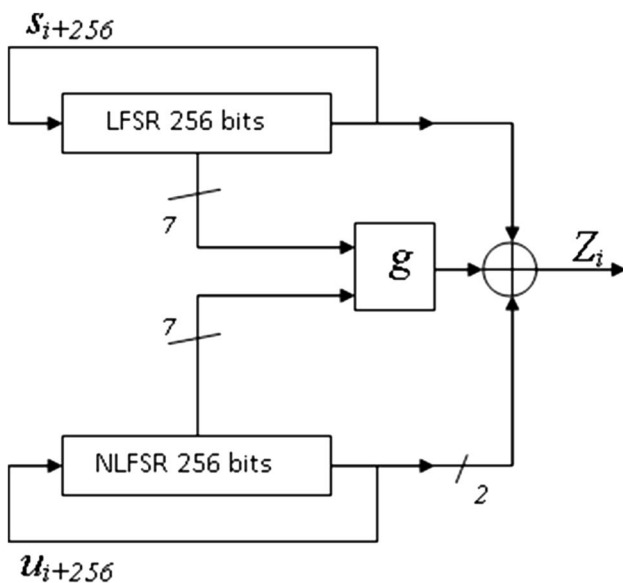 s_{i+256}
LFSR 256 bits
7
g
Z_i
7
NLFSR 256 bits
2
u_{i+256}